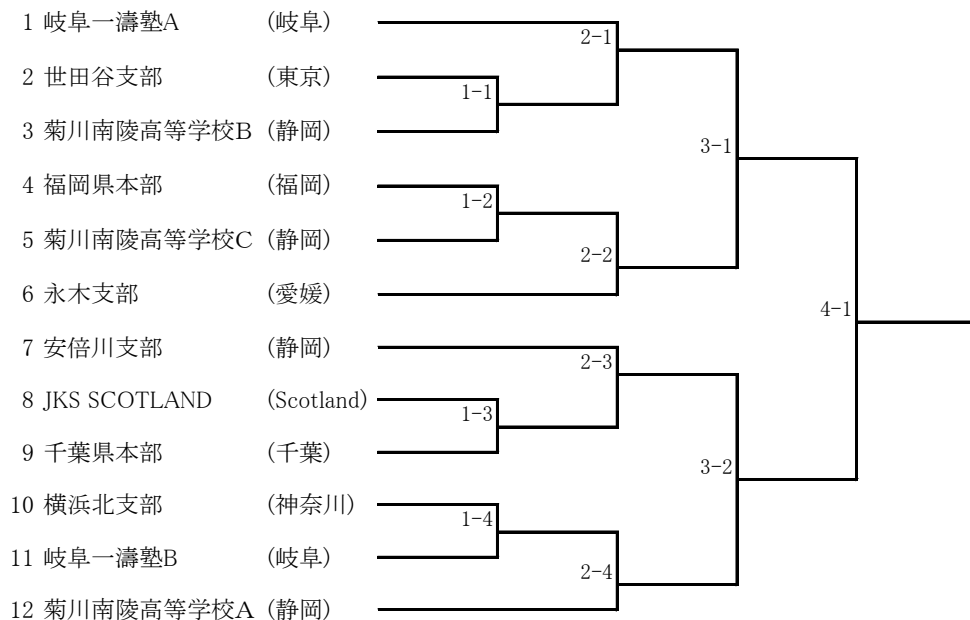 1 岐阜一濤塾A (岐阜)
2-1
2 世田谷支部 (東京)
1-1
3 菊川南陵高等学校B (静岡)
3-1
4 福岡県本部 (福岡)
1-2
5 菊川南陵高等学校C (静岡)
2-2
6 永木支部 (愛媛)
4-1
7 安倍川支部 (静岡)
2-3
8 JKS SCOTLAND (Scotland)
1-3
9 千葉県本部 (千葉)
3-2
10 横浜北支部 (神奈川)
1-4
11 岐阜一濤塾B (岐阜)
2-4
12 菊川南陵高等学校A (静岡)